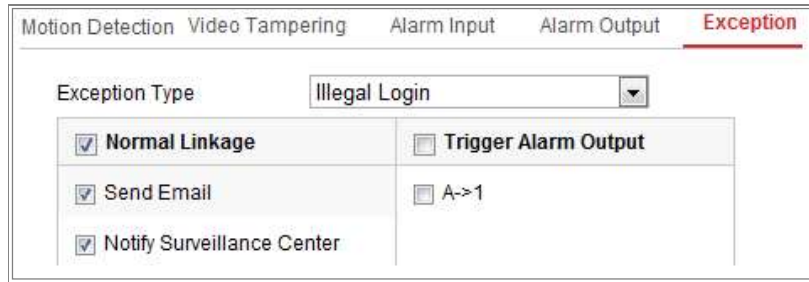 Motion Detection Video Tampering Alarm Input Alarm Output Exception
Exception Type Illegal Login
Normal Linkage Trigger Alarm Output
Send Email A->1
Notify Surveillance Center